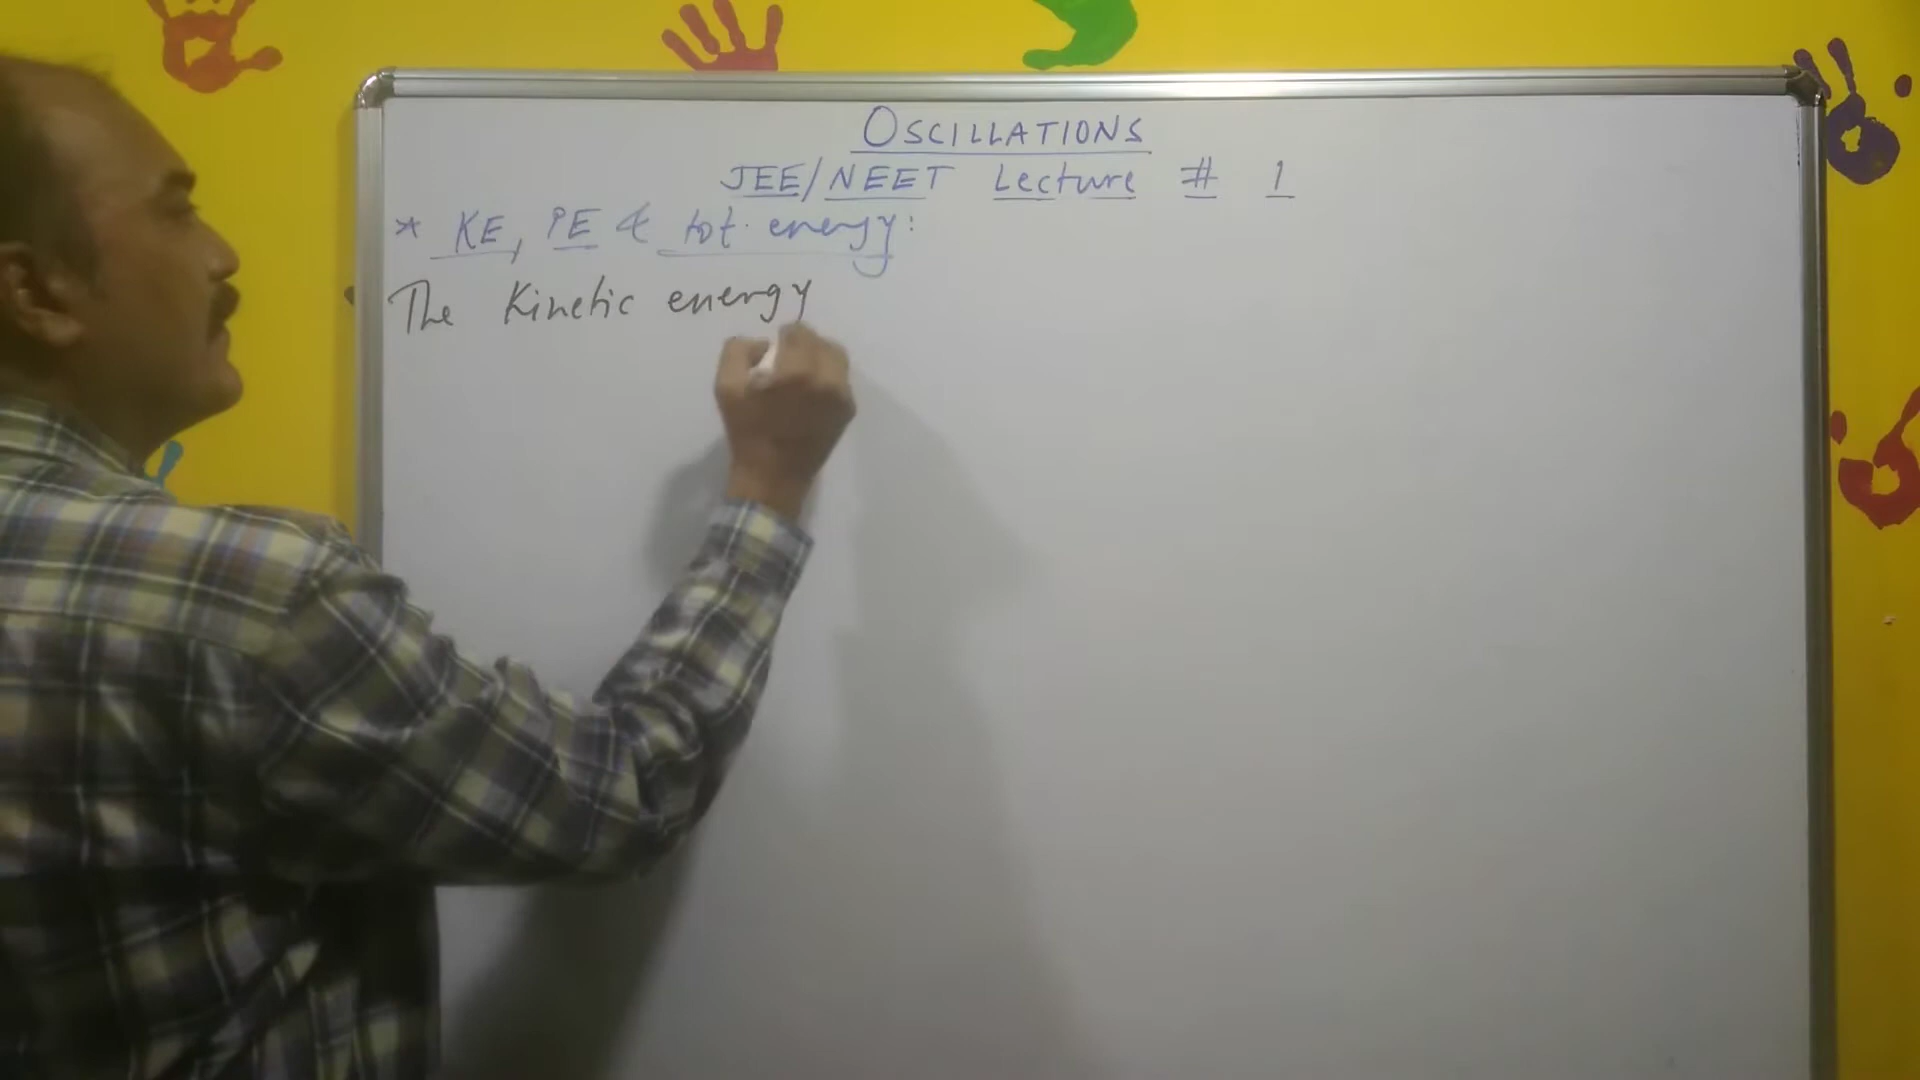 OSCILLATIONS
JEE/NEET Lecture # 1
* KE, PE & tot. energy:
The Kinetic energy